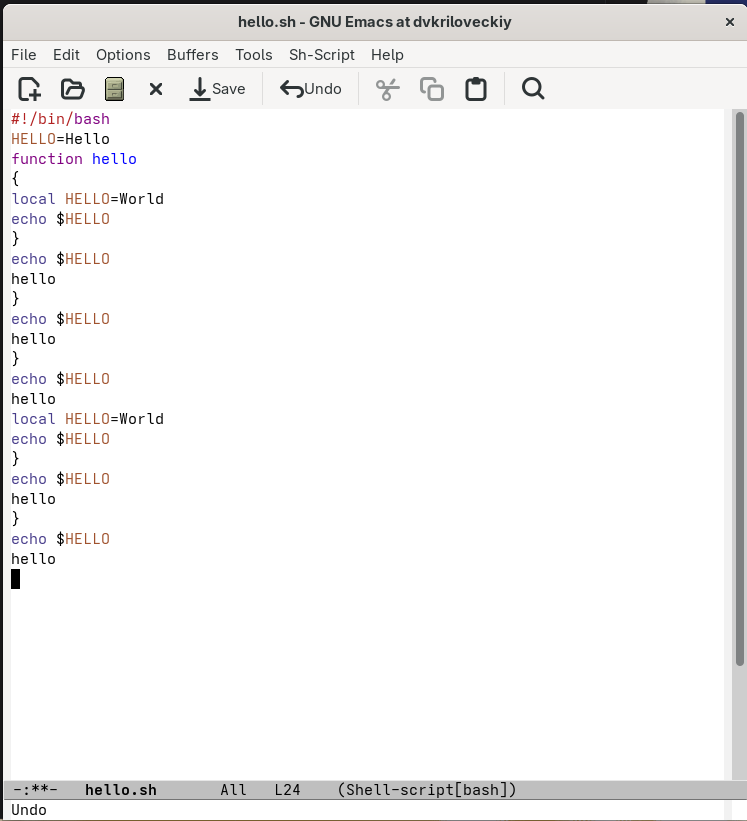 hello.sh - GNU Emacs at dvkriloveckiy
File Edit Options Buffers Tools Sh-Script Help
Save Undo
#!/bin/bash
HELLO=Hello
function hello
{
local HELLO=World
echo $HELLO
}
echo $HELLO
hello
}
echo $HELLO
hello
}
echo $HELLO
hello
local HELLO=World
echo $HELLO
}
echo $HELLO
hello
}
echo $HELLO
hello
-:**- hello.sh All L24 (Shell-script[bash])
Undo